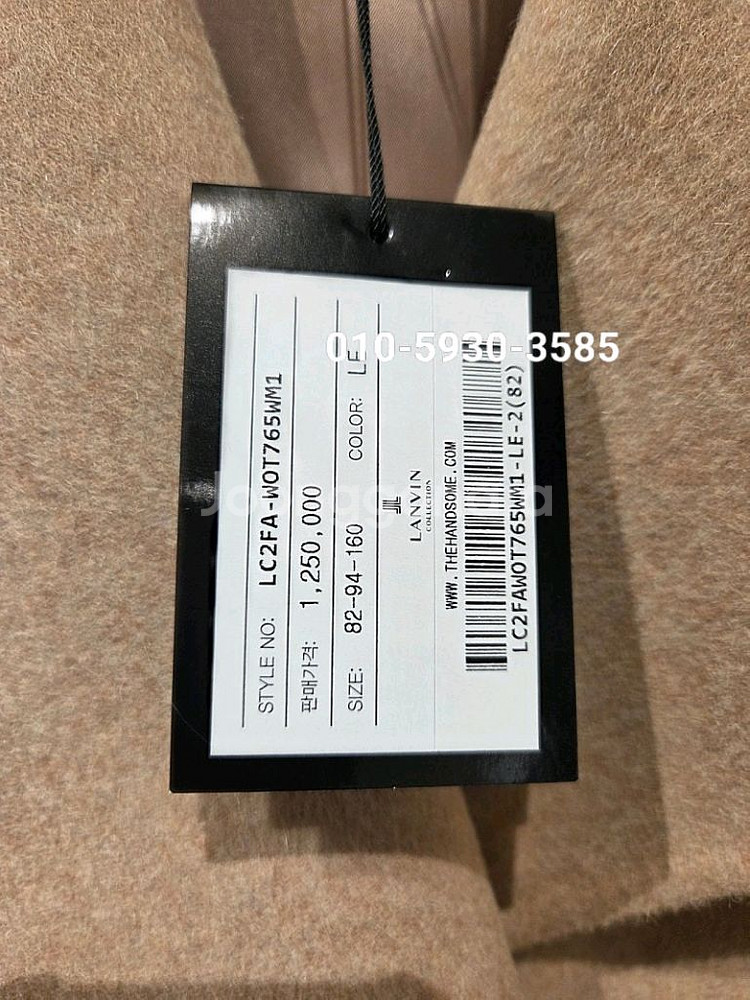 010-5930-3585
STYLE NO: LC2FA-WOT765WM1
판매가격: 1,250,000
SIZE: 82-94-160 COLOR: LE
LANVIN
COLLECTION
WWW.THEHANDSOME.COM
LC2FAWOT765WM1-LE-2(82)